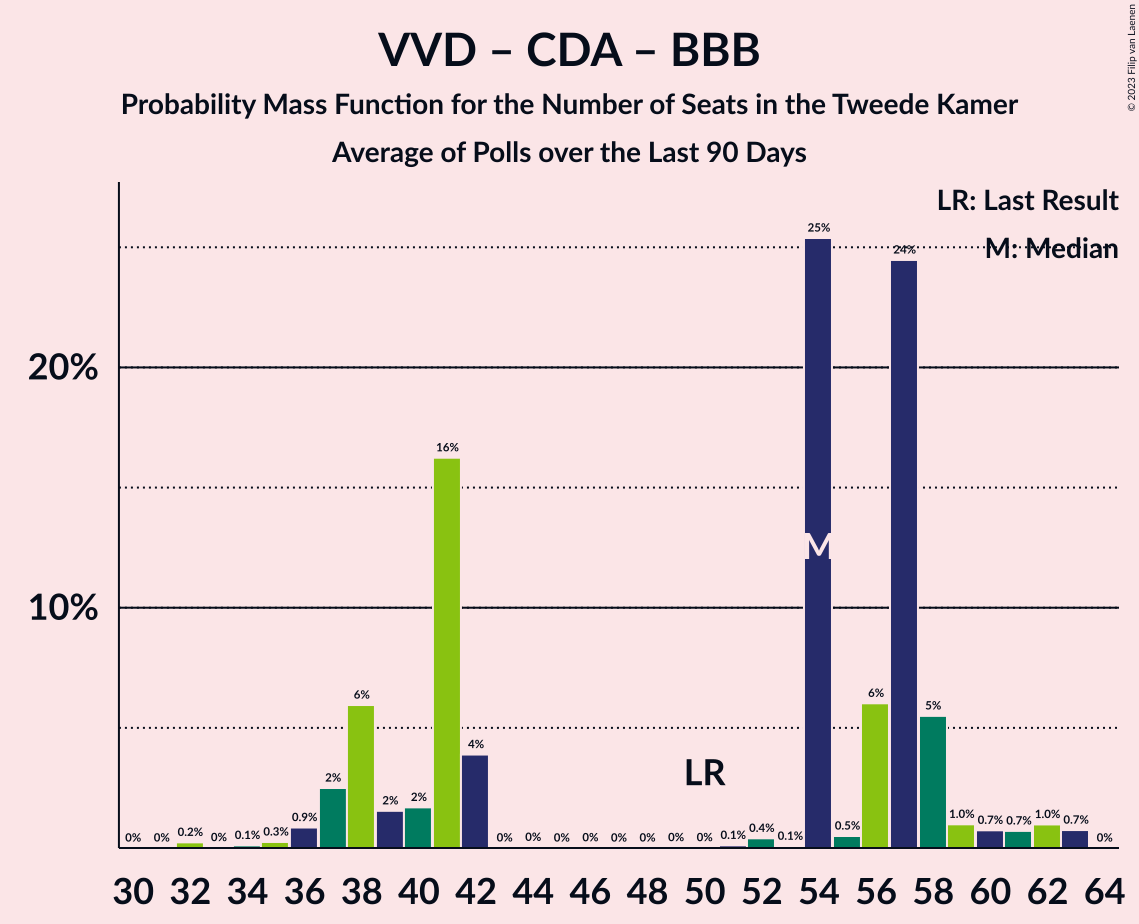 VVD – CDA – BBB
Probability Mass Function for the Number of Seats in the Tweede Kamer
Average of Polls over the Last 90 Days
© 2023 Filip van Laenen
LR: Last Result
M: Median
25%
24%
20%
16%
M
10%
6%
6%
5%
4%
LR
2%
2%
2%
0% 0% 0.2% 0% 0.1% 0.3% 0.9% 0% 0% 0% 0% 0% 0% 0% 0% 0.1% 0.4% 0.1% 0.5% 1.0% 0.7% 0.7% 1.0% 0.7% 0%
30 32 34 36 38 40 42 44 46 48 50 52 54 56 58 60 62 64